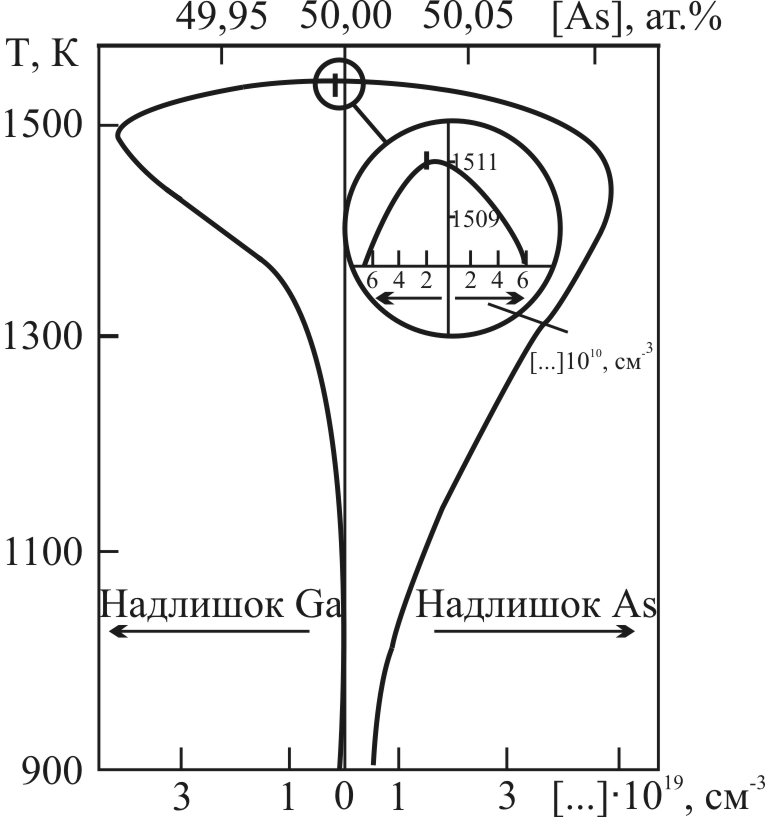 49,95 50,00 50,05 [As], ат.%
T, K
1500
1511
1509
6 4 2 2 4 6
1300
[...]10¹⁰, см⁻³
1100
Надлишок Ga Надлишок As
900
3 1 0 1 3 [...]·10¹⁹, см⁻³